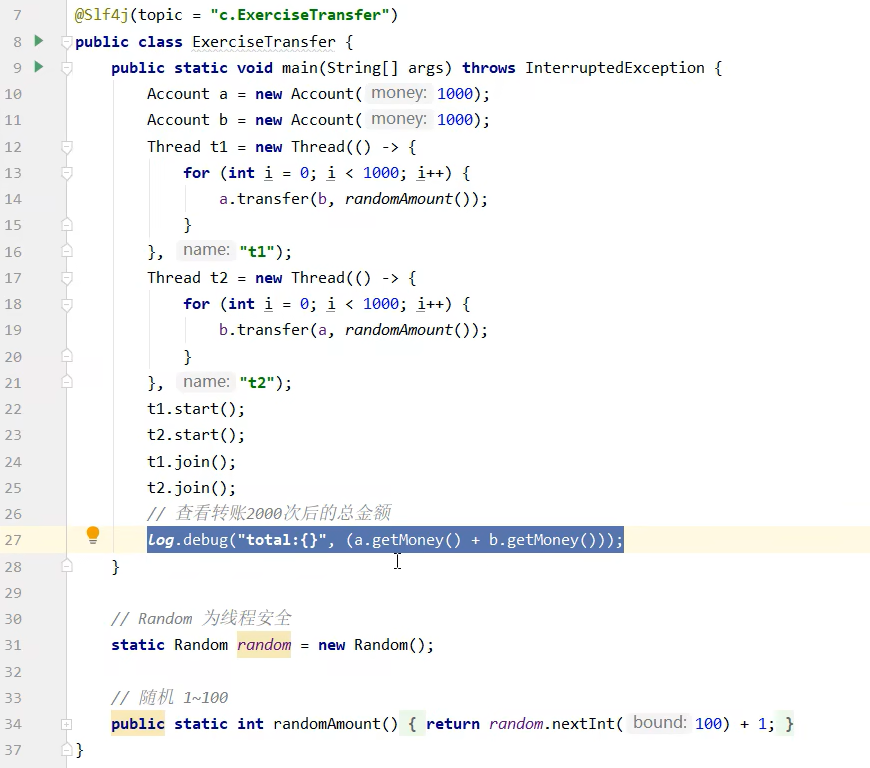 7 @Slf4j(topic = "c.ExerciseTransfer")
8 public class ExerciseTransfer {
9 public static void main(String[] args) throws InterruptedException {
10 Account a = new Account( money: 1000);
11 Account b = new Account( money: 1000);
12 Thread t1 = new Thread(() -> {
13 for (int i = 0; i < 1000; i++) {
14 a.transfer(b, randomAmount());
15 }
16 }, name: "t1");
17 Thread t2 = new Thread(() -> {
18 for (int i = 0; i < 1000; i++) {
19 b.transfer(a, randomAmount());
20 }
21 }, name: "t2");
22 t1.start();
23 t2.start();
24 t1.join();
25 t2.join();
26 // 查看转账2000次后的总金额
27 log.debug("total:{}", (a.getMoney() + b.getMoney()));
28 }
29
30 // Random 为线程安全
31 static Random random = new Random();
32
33 // 随机 1~100
34 public static int randomAmount() { return random.nextInt( bound: 100) + 1; }
37 }